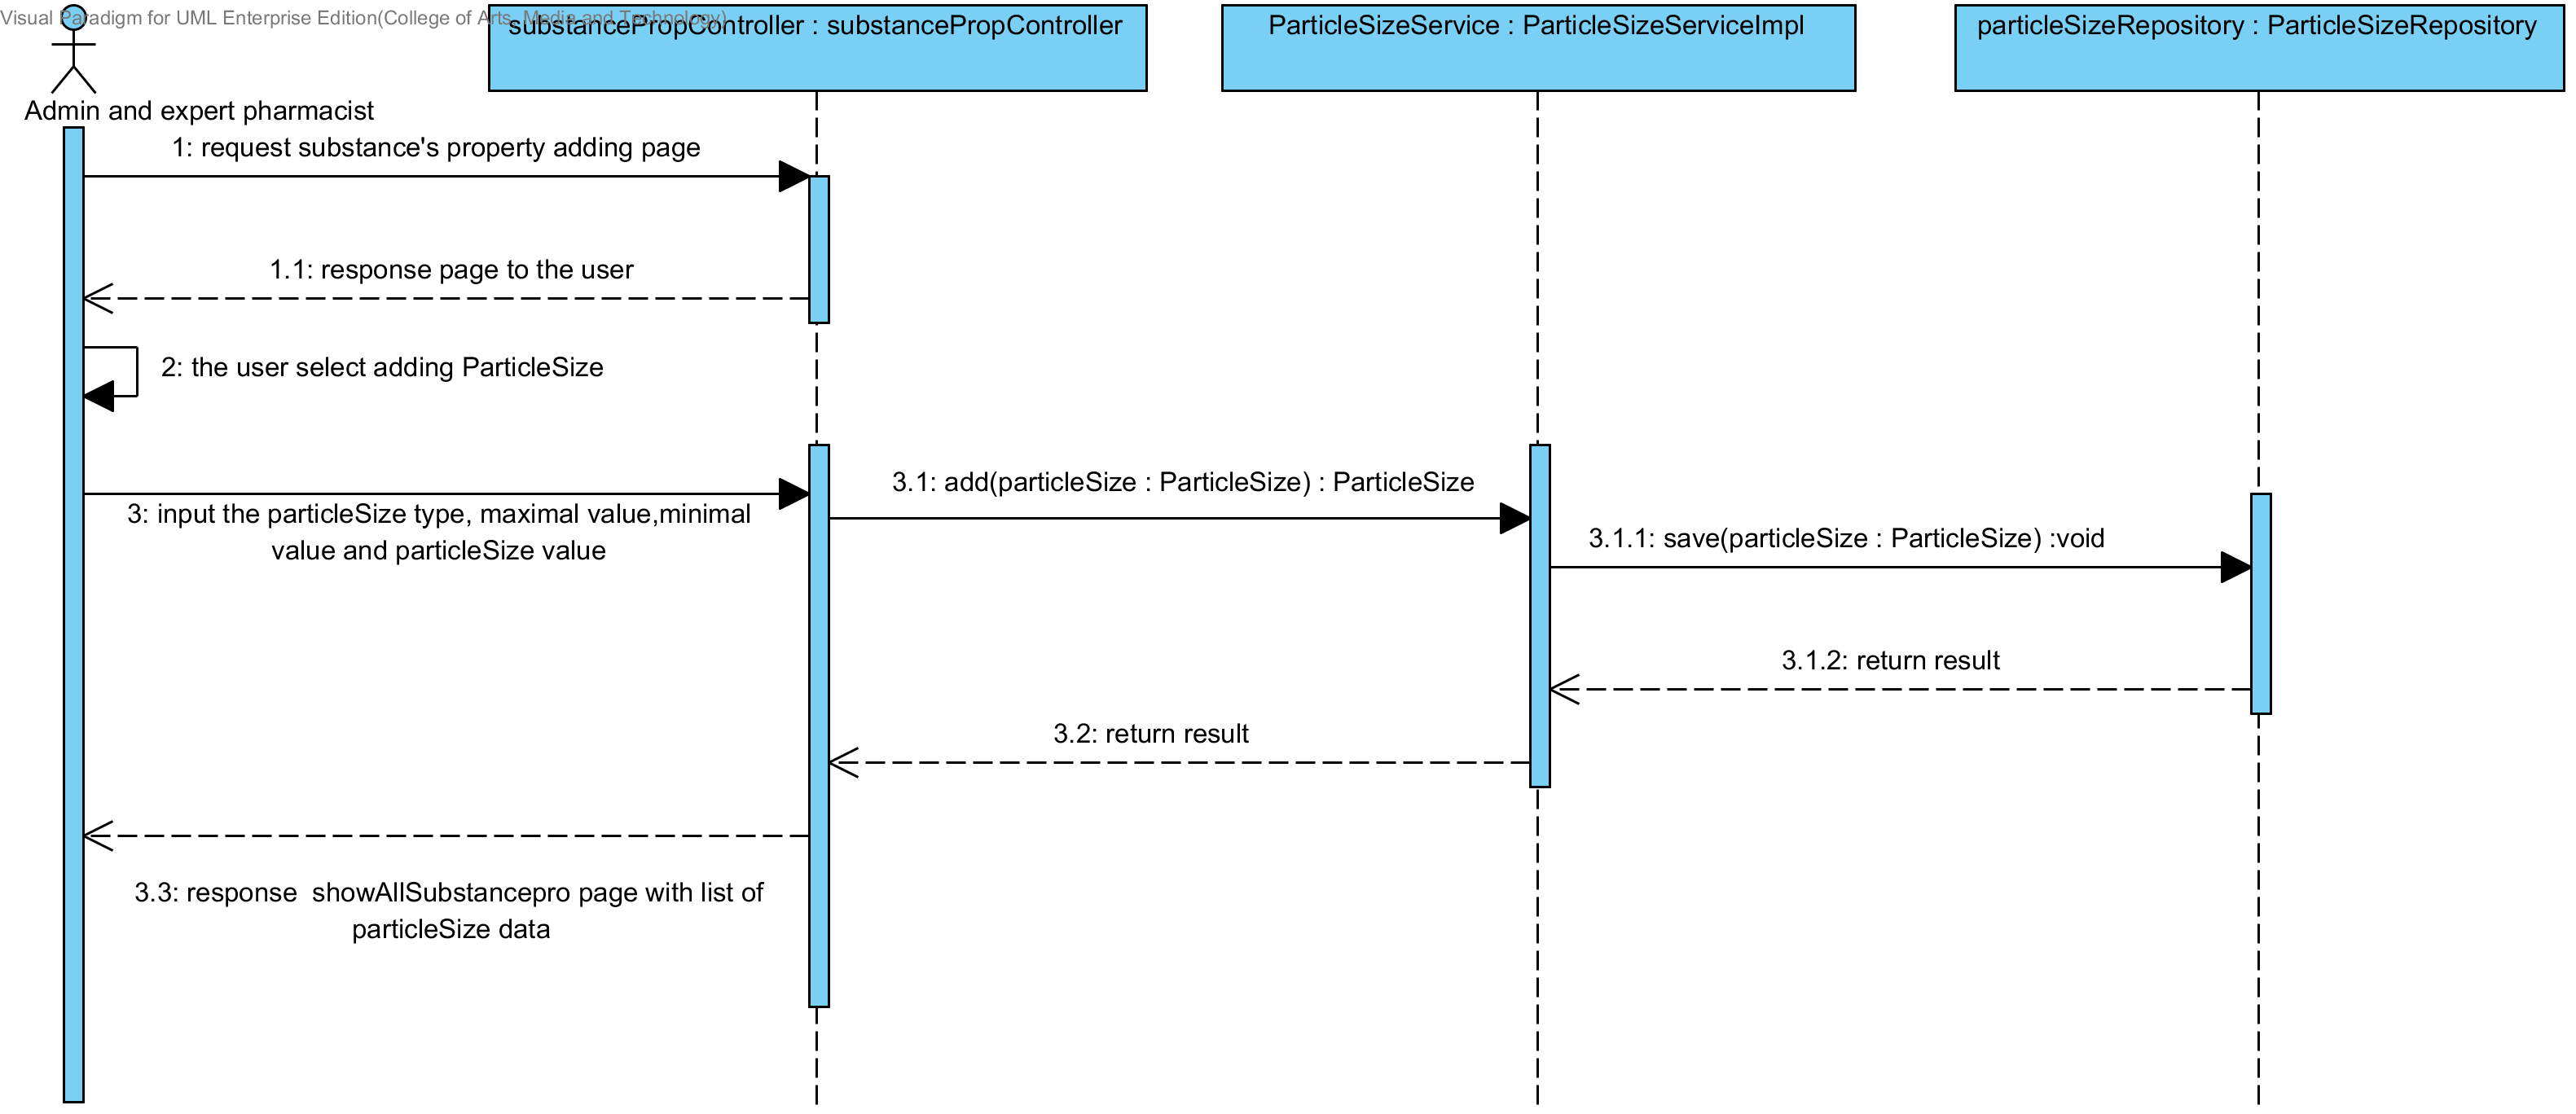 Visual Paradigm for UML Enterprise Edition(College of Arts, Media and Technology)
substancePropController : substancePropController
ParticleSizeService : ParticleSizeServiceImpl
particleSizeRepository : ParticleSizeRepository
Admin and expert pharmacist
1: request substance's property adding page
1.1: response page to the user
2: the user select adding ParticleSize
3: input the particleSize type, maximal value,minimal
value and particleSize value
3.1: add(particleSize : ParticleSize) : ParticleSize
3.1.1: save(particleSize : ParticleSize) :void
3.1.2: return result
3.2: return result
3.3: response  showAllSubstancepro page with list of
particleSize data